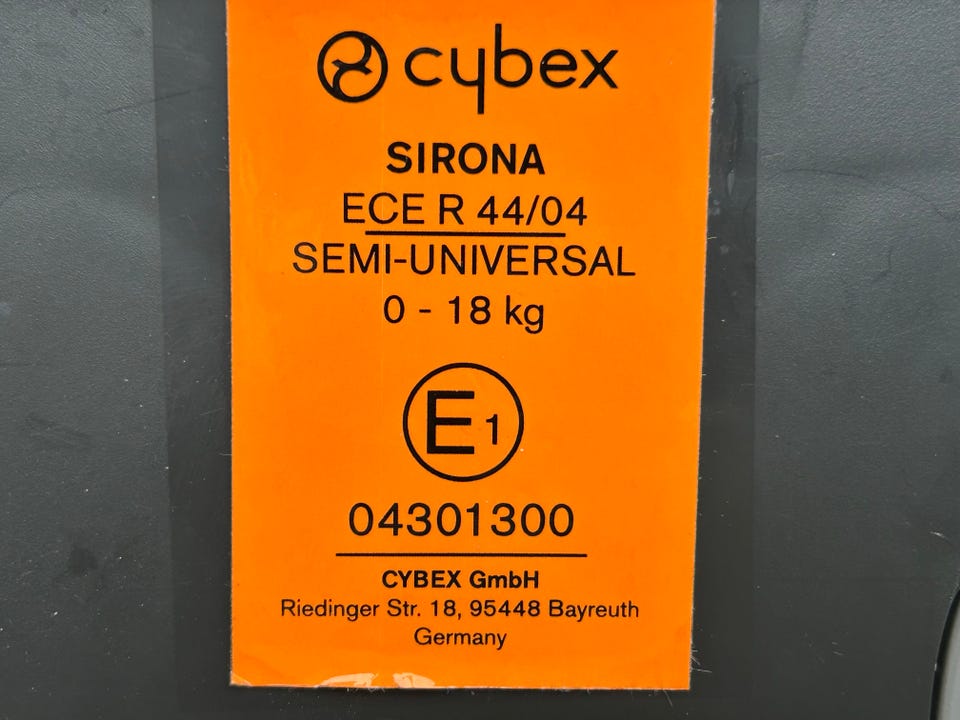 cybex
SIRONA
ECE R 44/04
SEMI-UNIVERSAL
0 - 18 kg
E1
04301300
CYBEX GmbH
Riedinger Str. 18, 95448 Bayreuth
Germany